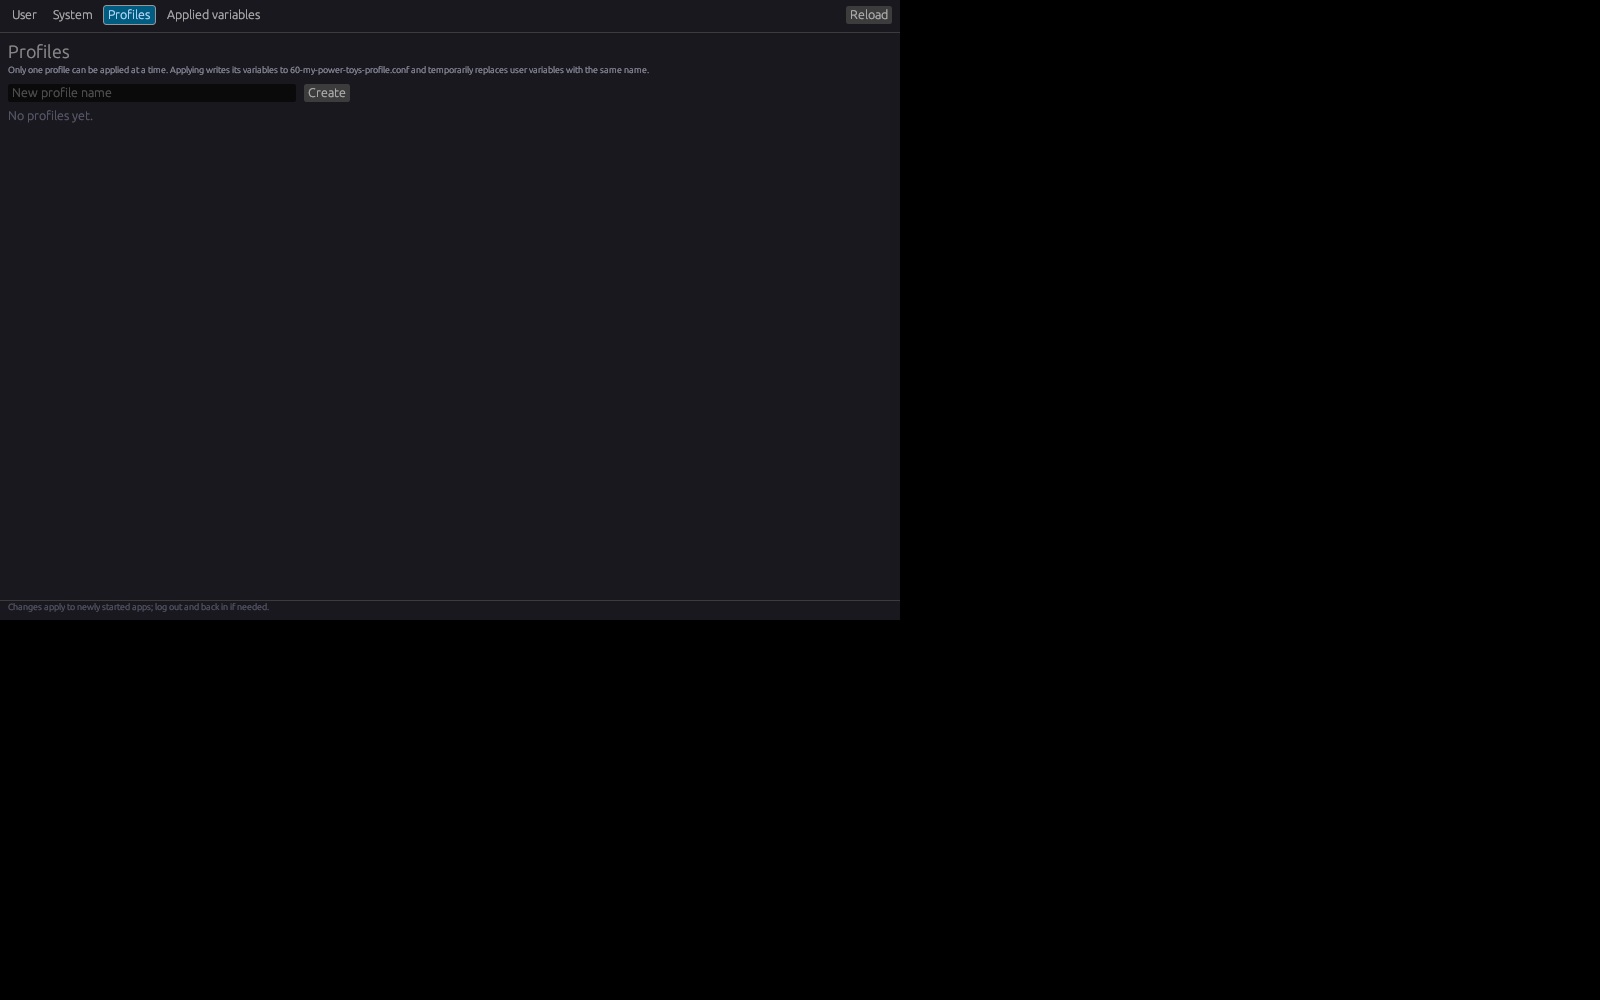 User System Profiles Applied variables Reload
Profiles
Only one profile can be applied at a time. Applying writes its variables to 60-my-power-toys-profile.conf and temporarily replaces user variables with the same name.
New profile name Create
No profiles yet.
Changes apply to newly started apps; log out and back in if needed.